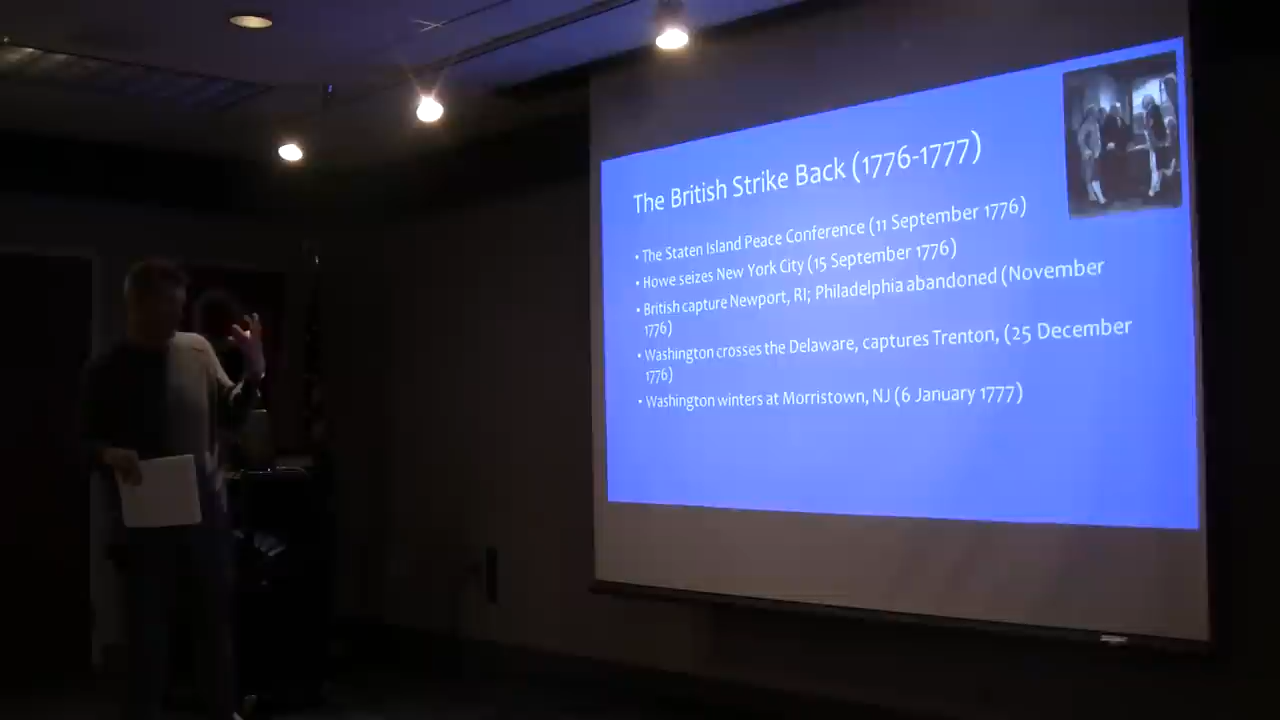 The British Strike Back (1776-1777)
• The Staten Island Peace Conference (11 September 1776)
• Howe seizes New York City (15 September 1776)
• British capture Newport, RI; Philadelphia abandoned (November
1776)
• Washington crosses the Delaware, captures Trenton, (25 December
1776)
• Washington winters at Morristown, NJ (6 January 1777)